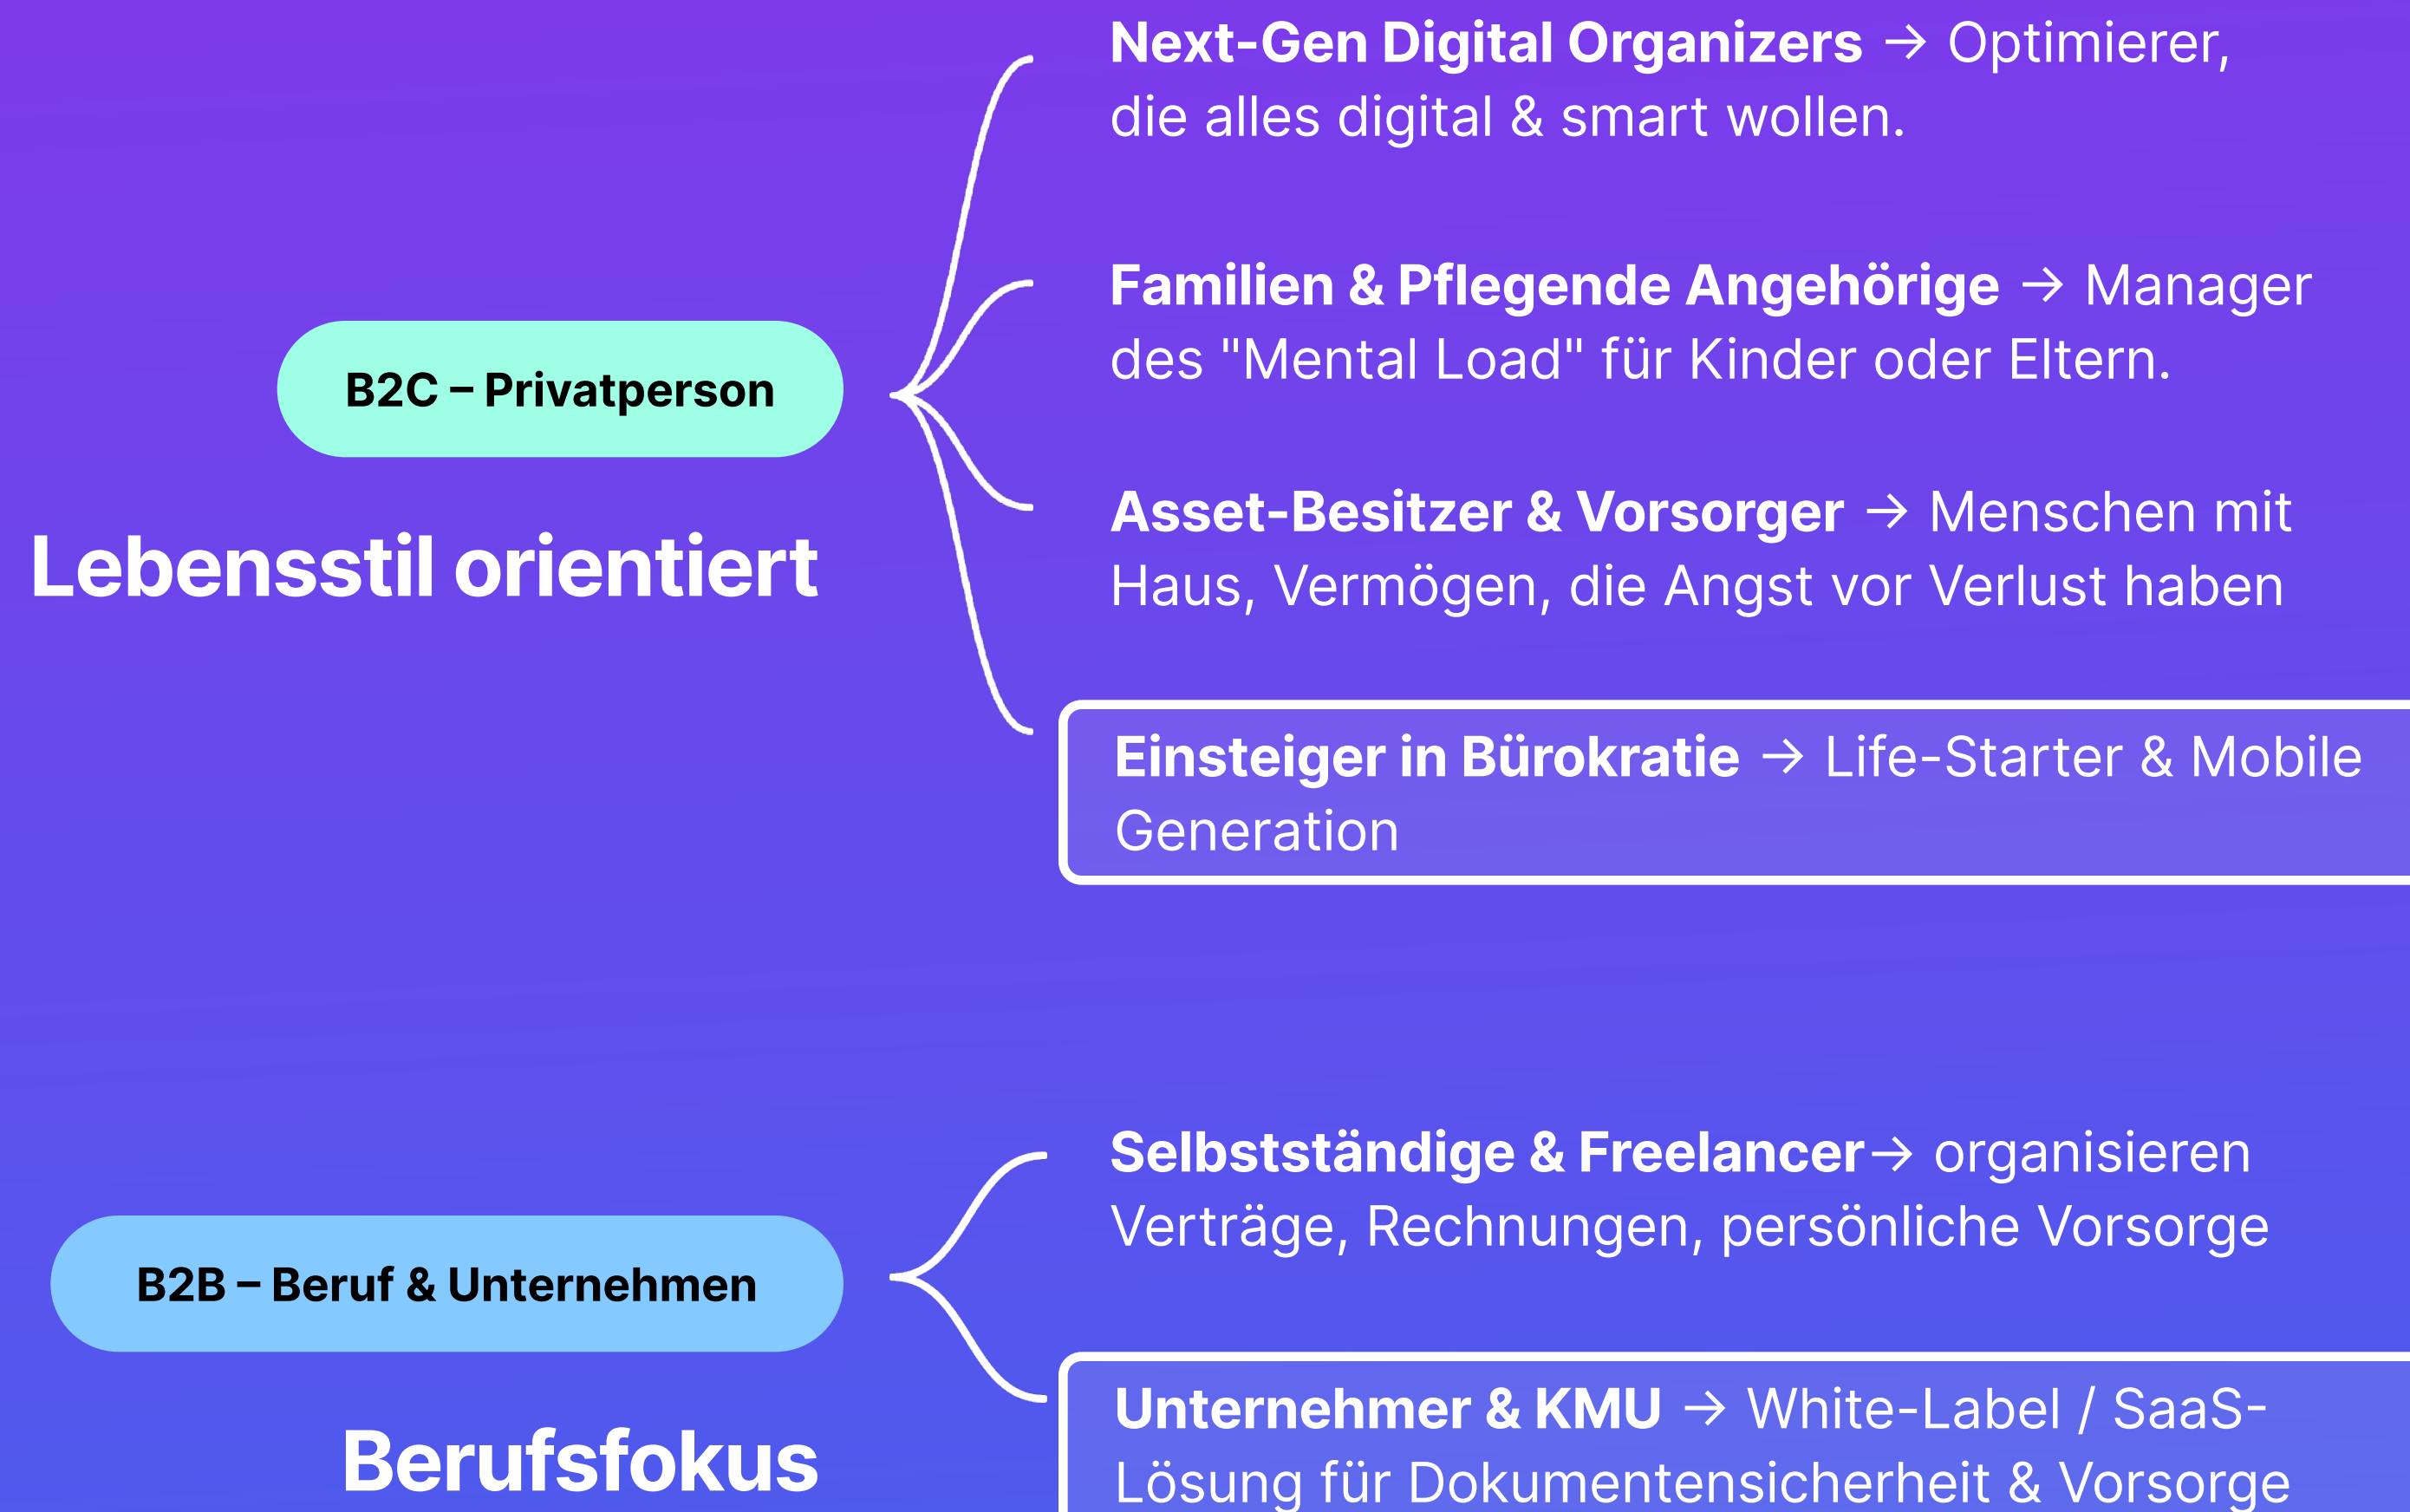 Next-Gen Digital Organizers → Optimierer,
die alles digital & smart wollen.
Familien & Pflegende Angehörige → Manager
des "Mental Load" für Kinder oder Eltern.
B2C – Privatperson
Lebensstil orientiert
Asset-Besitzer & Vorsorger → Menschen mit
Haus, Vermögen, die Angst vor Verlust haben
Einsteiger in Bürokratie → Life-Starter & Mobile
Generation
Selbstständige & Freelancer→ organisieren
Verträge, Rechnungen, persönliche Vorsorge
B2B – Beruf & Unternehmen
Berufsfokus
Unternehmer & KMU → White-Label / SaaS-
Lösung für Dokumentensicherheit & Vorsorge